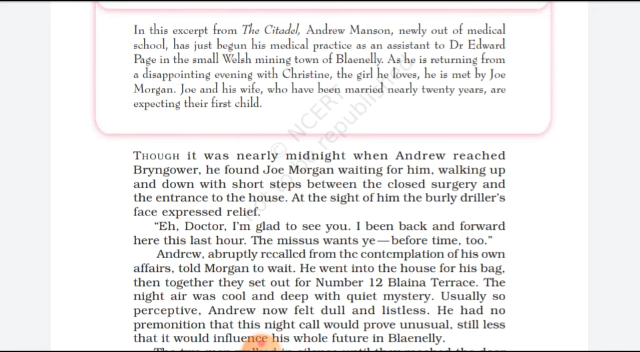 In this excerpt from The Citadel, Andrew Manson, newly out of medical
school, has just begun his medical practice as an assistant to Dr Edward
Page in the small Welsh mining town of Blaenelly. As he is returning from
a disappointing evening with Christine, the girl he loves, he is met by Joe
Morgan. Joe and his wife, who have been married nearly twenty years, are
expecting their first child.
THOUGH it was nearly midnight when Andrew reached
Bryngower, he found Joe Morgan waiting for him, walking up
and down with short steps between the closed surgery and
the entrance to the house. At the sight of him the burly driller's
face expressed relief.
“Eh, Doctor, I'm glad to see you. I been back and forward
here this last hour. The missus wants ye — before time, too.”
Andrew, abruptly recalled from the contemplation of his own
affairs, told Morgan to wait. He went into the house for his bag,
then together they set out for Number 12 Blaina Terrace. The
night air was cool and deep with quiet mystery. Usually so
perceptive, Andrew now felt dull and listless. He had no
premonition that this night call would prove unusual, still less
that it would influence his whole future in Blaenelly.
© NCERT